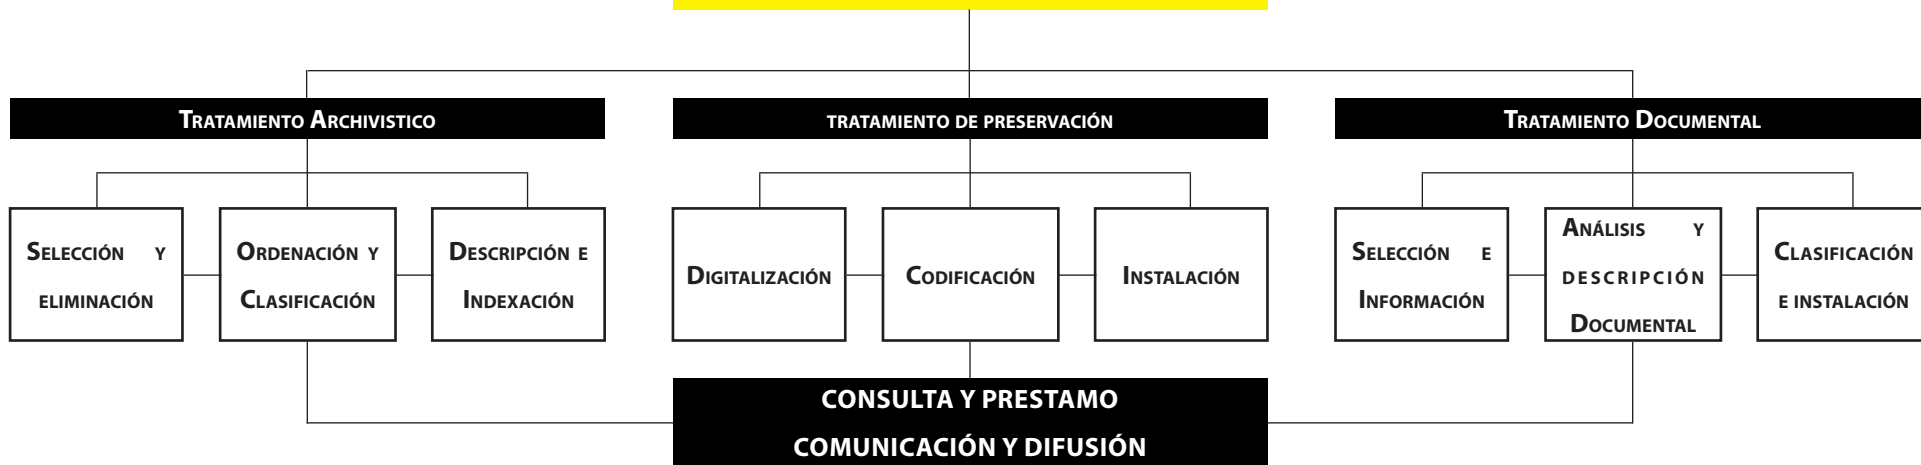 Tratamiento Archivistico
tratamiento de preservación
Tratamiento Documental
Selección y
eliminación
Ordenación y
Clasificación
Descripción e
Indexación
Digitalización
Codificación
Instalación
Selección e
Información
Análisis y
descripción
Documental
Clasificación
e instalación
CONSULTA Y PRESTAMO
COMUNICACIÓN Y DIFUSIÓN